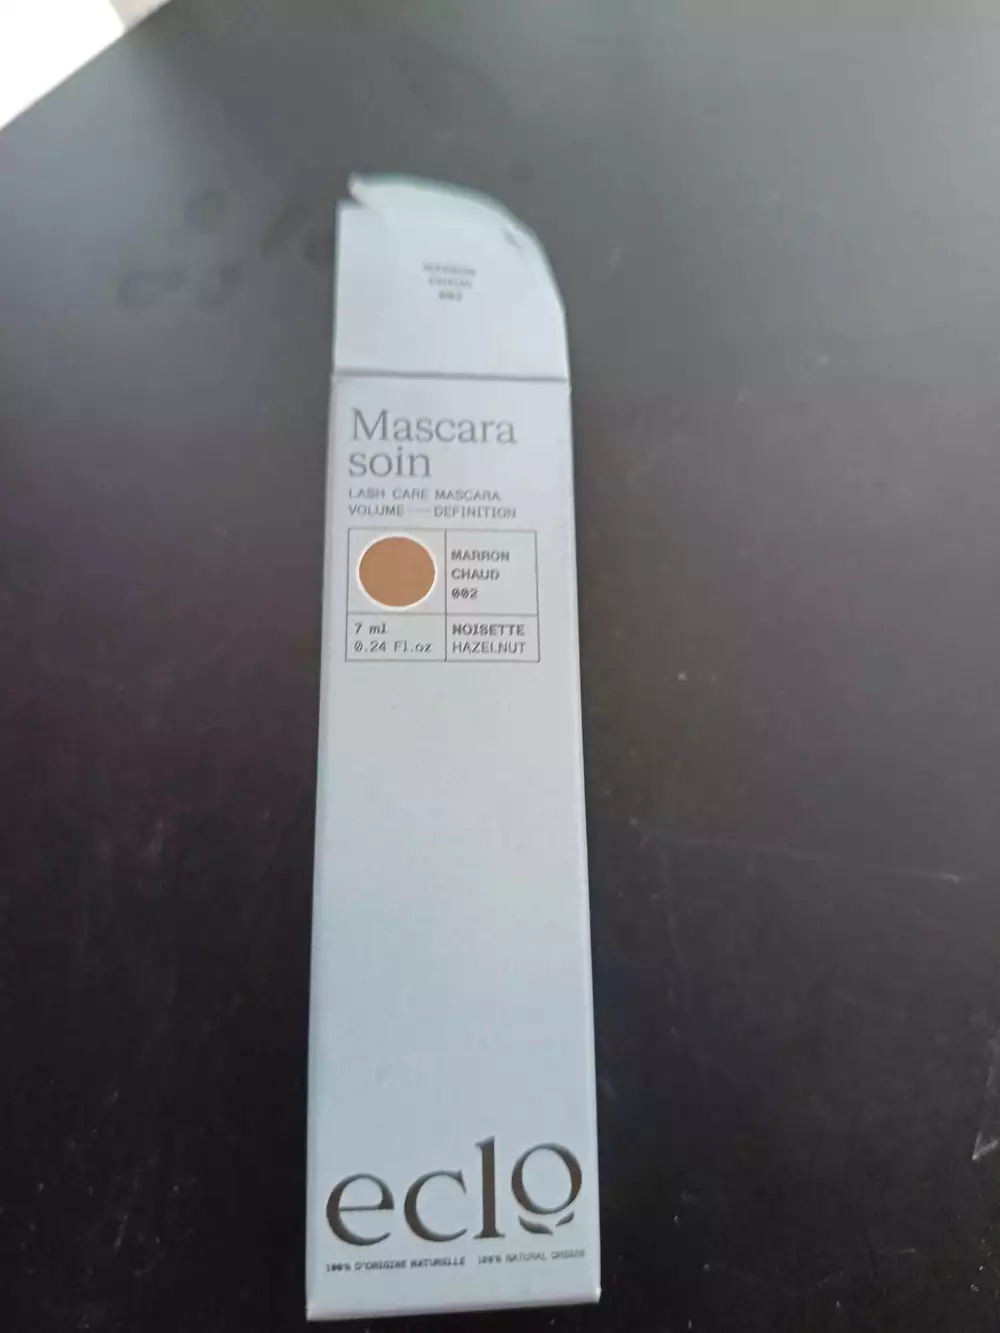 MARRON
CHAUD
002
Mascara
soin
LASH CARE MASCARA
VOLUME — DEFINITION
MARRON
CHAUD
002
7 ml
0.24 Fl.oz
NOISETTE
HAZELNUT
eclo
100% D'ORIGINE NATURELLE 100% NATURAL ORIGIN